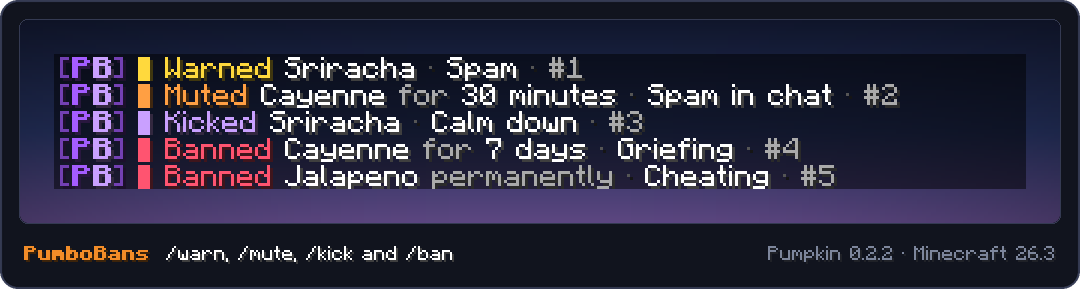 [PB] Warned Sriracha · Spam · #1
[PB] Muted Cayenne for 30 minutes · Spam in chat · #2
[PB] Kicked Sriracha · Calm down · #3
[PB] Banned Cayenne for 7 days · Griefing · #4
[PB] Banned Jalapeno permanently · Cheating · #5
PumboBans /warn, /mute, /kick and /ban
Pumpkin 0.2.2 · Minecraft 26.3